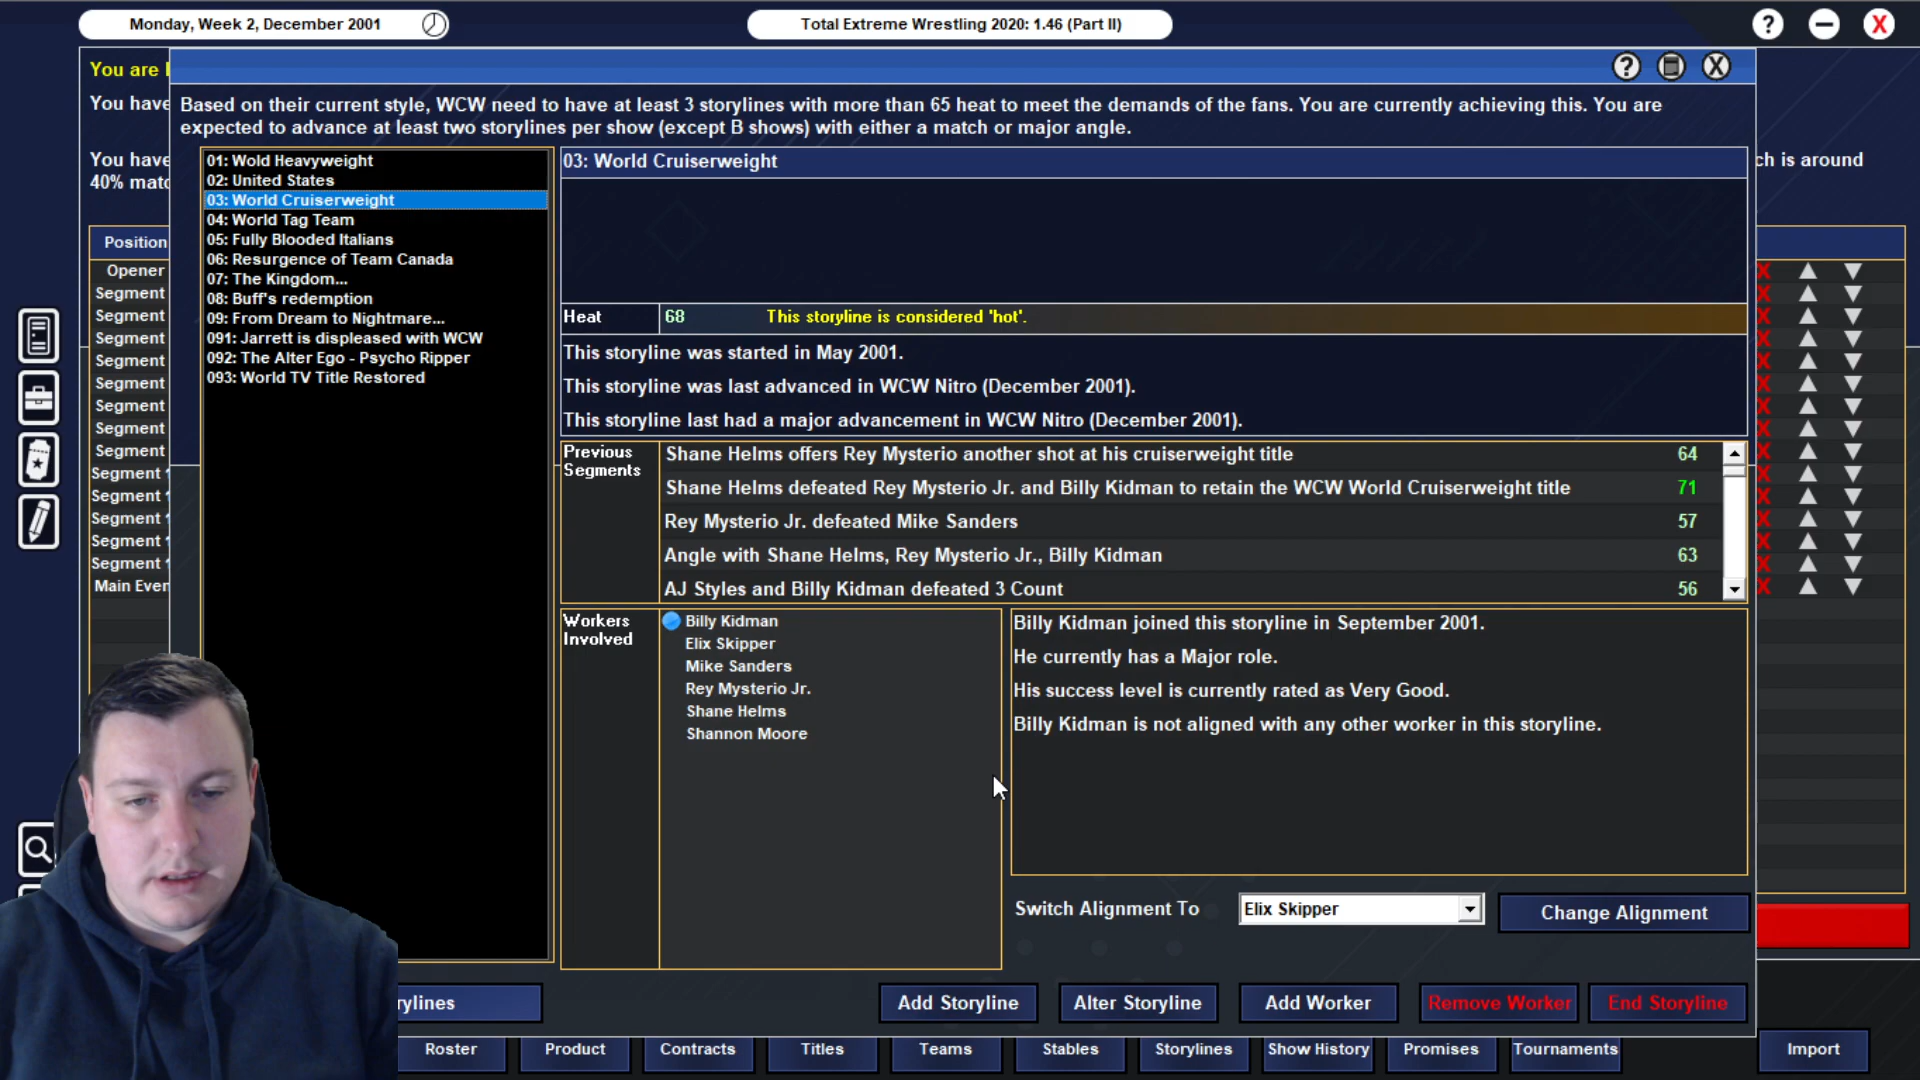 Monday, Week 2, December 2001
Total Extreme Wrestling 2020: 1.46 (Part II)
?
X
You are
You have
You have
40% matc
ch is around
?
X
Based on their current style, WCW need to have at least 3 storylines with more than 65 heat to meet the demands of the fans. You are currently achieving this. You are
expected to advance at least two storylines per show (except B shows) with either a match or major angle.
Position
Opener
Segment
Segment
Segment
Segment
Segment
Segment
Segment
Segment
Segment
Segment
Segment
Segment
Segment
Main Even
01: Wold Heavyweight
02: United States
03: World Cruiserweight
04: World Tag Team
05: Fully Blooded Italians
06: Resurgence of Team Canada
07: The Kingdom...
08: Buff's redemption
09: From Dream to Nightmare...
091: Jarrett is displeased with WCW
092: The Alter Ego - Psycho Ripper
093: World TV Title Restored
03: World Cruiserweight
Heat 68 This storyline is considered 'hot'.
This storyline was started in May 2001.
This storyline was last advanced in WCW Nitro (December 2001).
This storyline last had a major advancement in WCW Nitro (December 2001).
Previous
Segments
Shane Helms offers Rey Mysterio another shot at his cruiserweight title 64
Shane Helms defeated Rey Mysterio Jr. and Billy Kidman to retain the WCW World Cruiserweight title 71
Rey Mysterio Jr. defeated Mike Sanders 57
Angle with Shane Helms, Rey Mysterio Jr., Billy Kidman 63
AJ Styles and Billy Kidman defeated 3 Count 56
Workers
Involved
Billy Kidman
Elix Skipper
Mike Sanders
Rey Mysterio Jr.
Shane Helms
Shannon Moore
Billy Kidman joined this storyline in September 2001.
He currently has a Major role.
His success level is currently rated as Very Good.
Billy Kidman is not aligned with any other worker in this storyline.
Switch Alignment To
Elix Skipper
Change Alignment
rylines
Add Storyline
Alter Storyline
Add Worker
Remove Worker
End Storyline
Roster
Product
Contracts
Titles
Teams
Stables
Storylines
Show History
Promises
Tournaments
Import